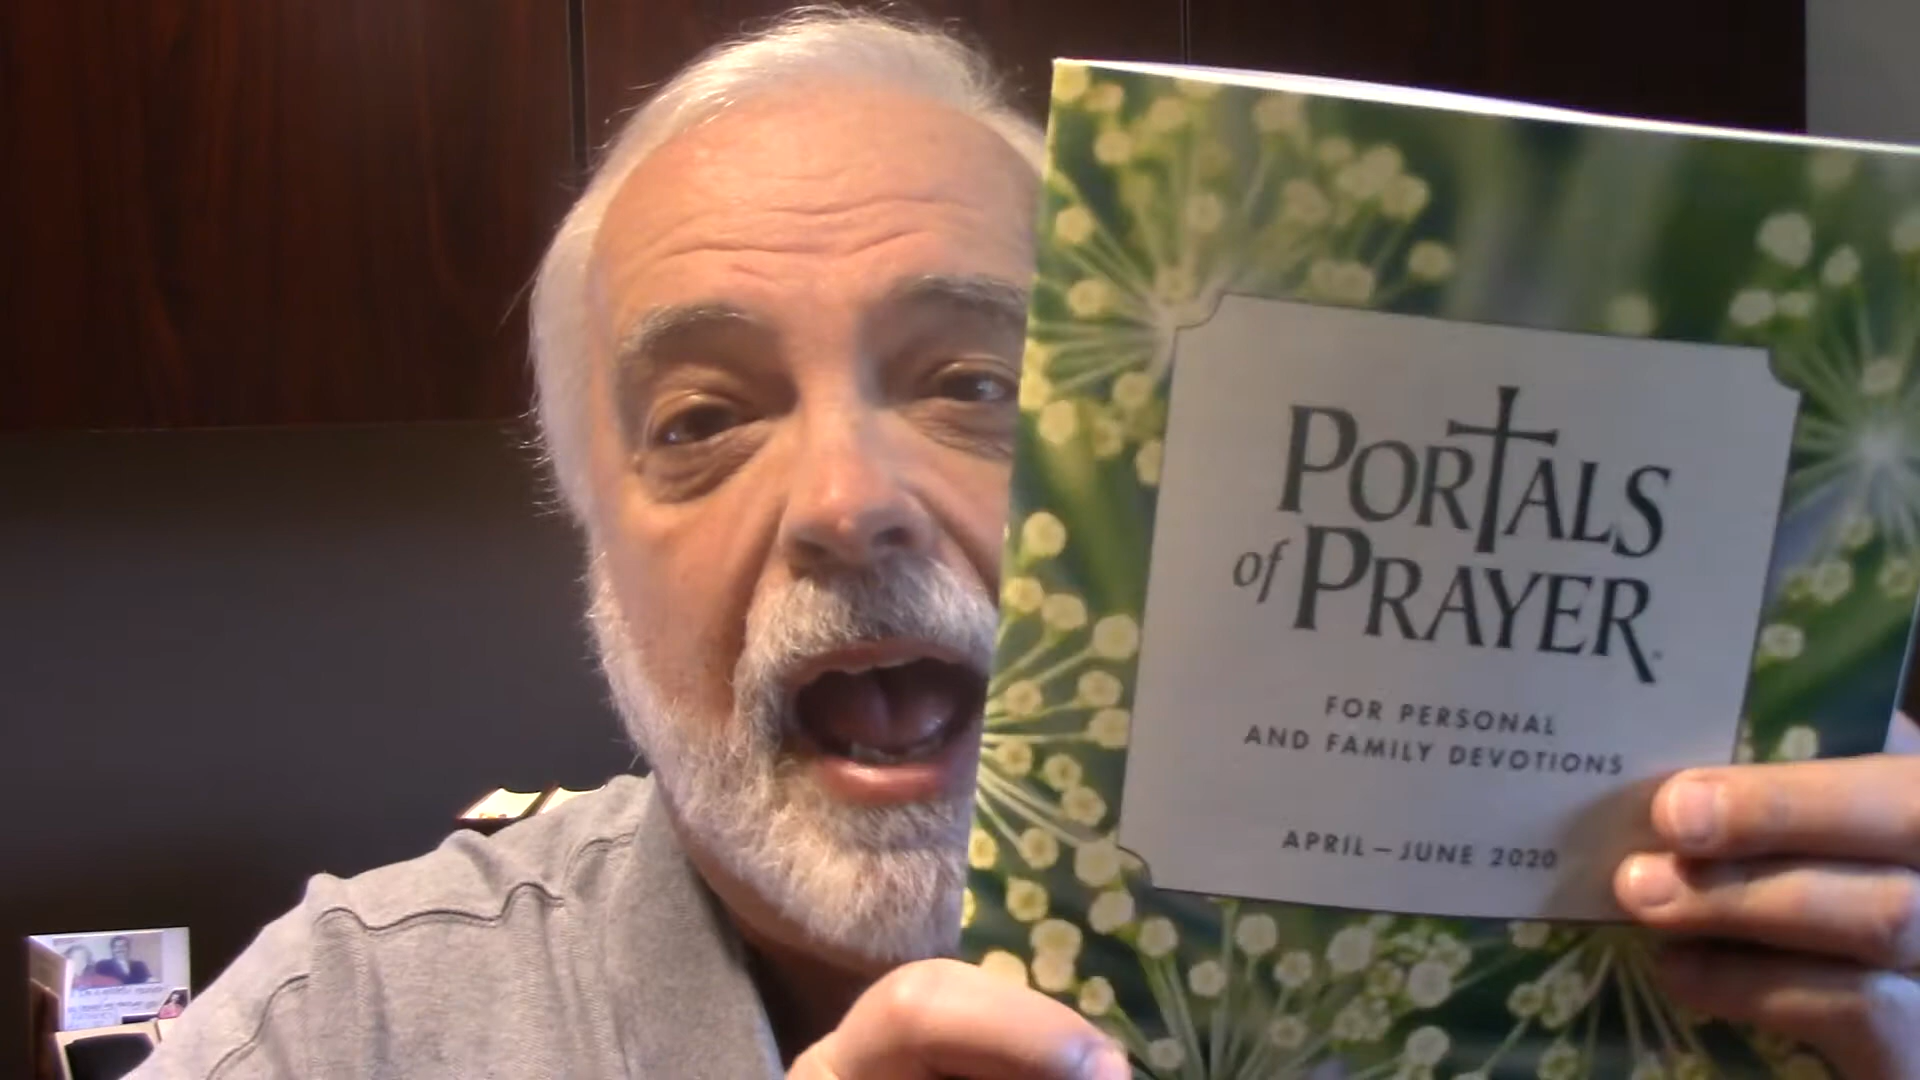 PORTALS
of PRAYER
FOR PERSONAL
AND FAMILY DEVOTIONS
APRIL – JUNE 2020